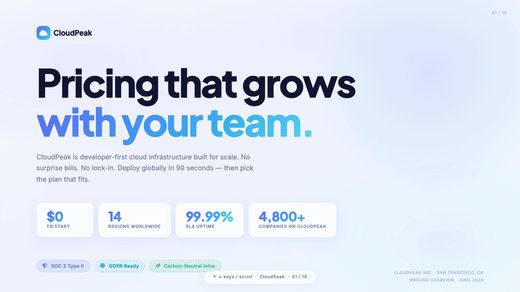 01 / 10
CloudPeak
Pricing that grows
with your team.
CloudPeak is developer-first cloud infrastructure built for scale. No
surprise bills. No lock-in. Deploy globally in 90 seconds — then pick
the plan that fits.
$0
TO START
14
REGIONS WORLDWIDE
99.99%
SLA UPTIME
4,800+
COMPANIES ON CLOUDPEAK
SOC 2 Type II
GDPR Ready
Carbon-Neutral Infra
keys / scroll · CloudPeak · 01 / 10
CLOUDPEAK INC. · SAN FRANCISCO, CA
PRICING OVERVIEW · JUNE 2026